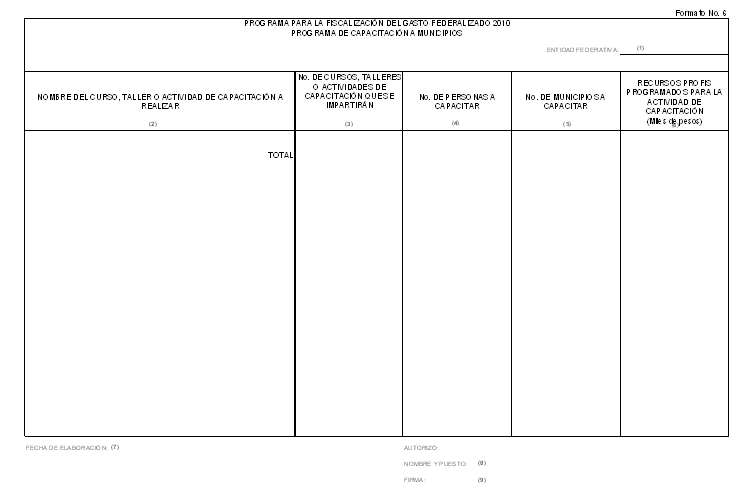 Formato No. 6
PROGRAMA PARA LA FISCALIZACIÓN DEL GASTO FEDERALIZADO 2010
PROGRAMA DE CAPACITACIÓN A MUNICIPIOS
ENTIDAD FEDERATIVA: (1)
NOMBRE DEL CURSO, TALLER O ACTIVIDAD DE CAPACITACIÓN A
REALIZAR
(2)
No. DE CURSOS, TALLERES
O ACTIVIDADES DE
CAPACITACIÓN QUE SE
IMPARTIRÁN
(3)
No. DE PERSONAS A
CAPACITAR
(4)
No. DE MUNICIPIOS A
CAPACITAR
(5)
RECURSOS PROFIS
PROGRAMADOS PARA LA
ACTIVIDAD DE
CAPACITACIÓN
(Miles de pesos)
TOTAL
FECHA DE ELABORACIÓN: (7)
AUTORIZÓ:
NOMBRE Y PUESTO: (8)
FIRMA: (9)